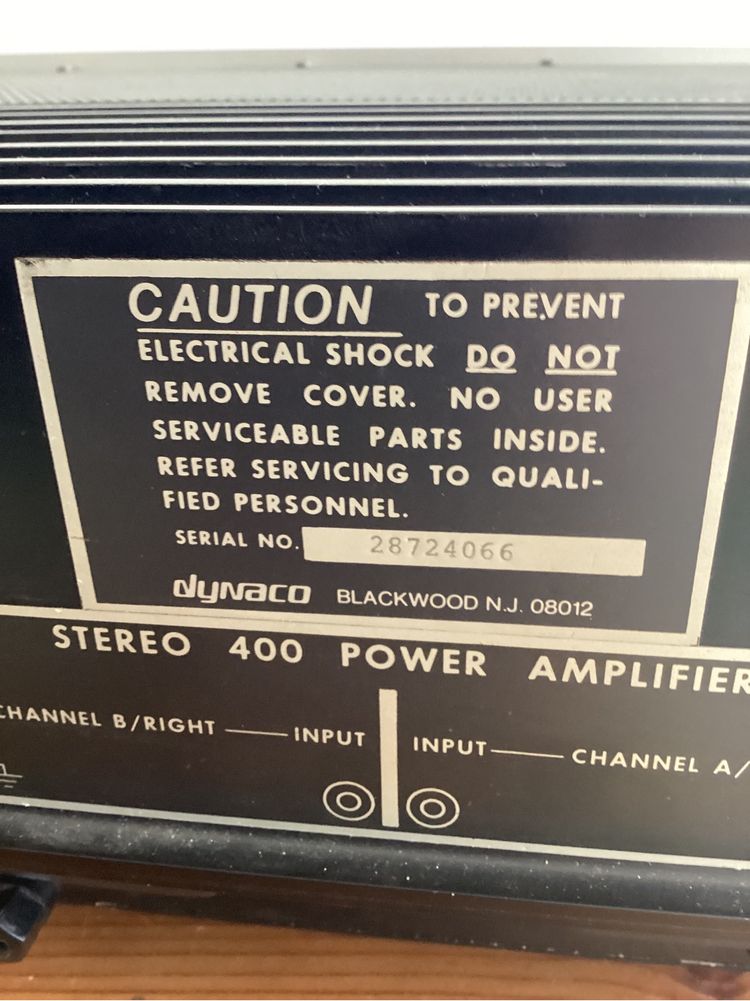 CAUTION TO PREVENT
ELECTRICAL SHOCK DO NOT
REMOVE COVER. NO USER
SERVICEABLE PARTS INSIDE.
REFER SERVICING TO QUALI-
FIED PERSONNEL.
SERIAL NO. 28724066
dynaco BLACKWOOD N.J. 08012
STEREO 400 POWER AMPLIFIER
CHANNEL B/RIGHT INPUT INPUT CHANNEL A/